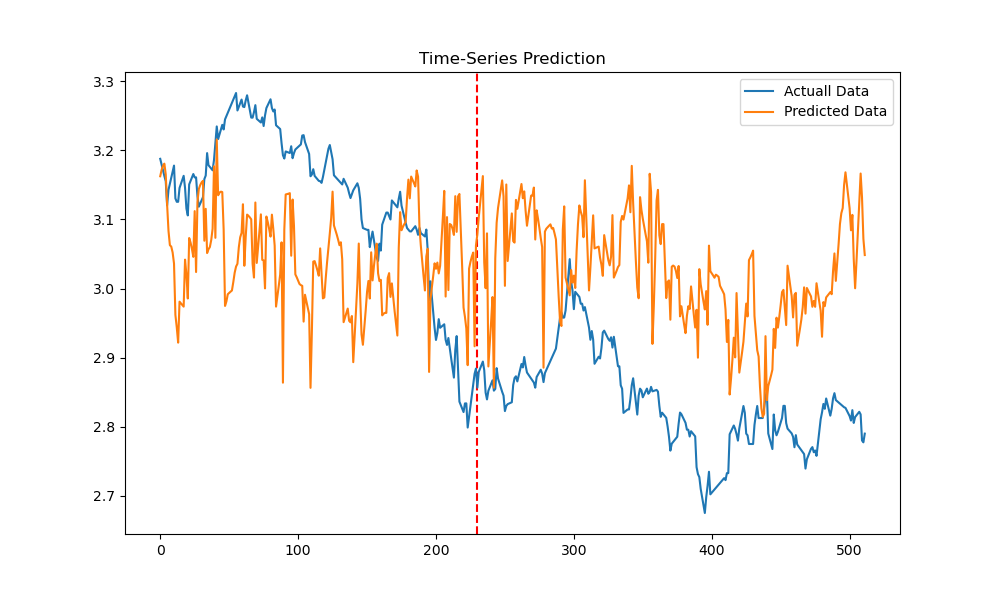 Time-Series Prediction
Actuall Data
Predicted Data
3.3
3.2
3.1
3.0
2.9
2.8
2.7
0 100 200 300 400 500